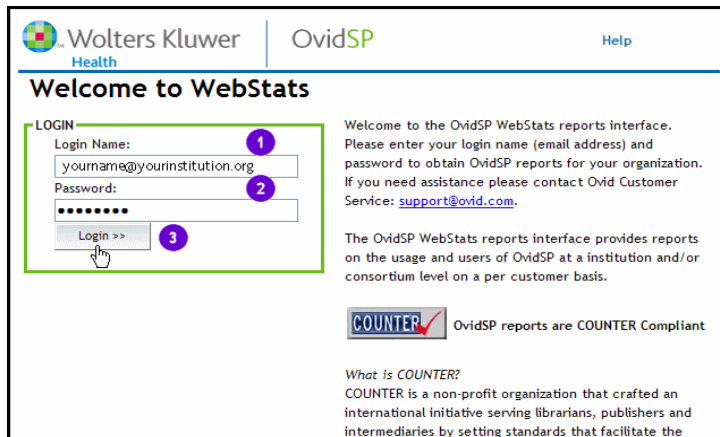 Wolters Kluwer
Health
OvidSP
Help
Welcome to WebStats
LOGIN
Login Name:
1
yourname@yourinstitution.org
Password:
2
••••••••
Login >>
3
Welcome to the OvidSP WebStats reports interface.
Please enter your login name (email address) and
password to obtain OvidSP reports for your organization.
If you need assistance please contact Ovid Customer
Service: support@ovid.com.
The OvidSP WebStats reports interface provides reports
on the usage and users of OvidSP at a institution and/or
consortium level on a per customer basis.
COUNTER
OvidSP reports are COUNTER Compliant
What is COUNTER?
COUNTER is a non-profit organization that crafted an
international initiative serving librarians, publishers and
intermediaries by setting standards that facilitate the